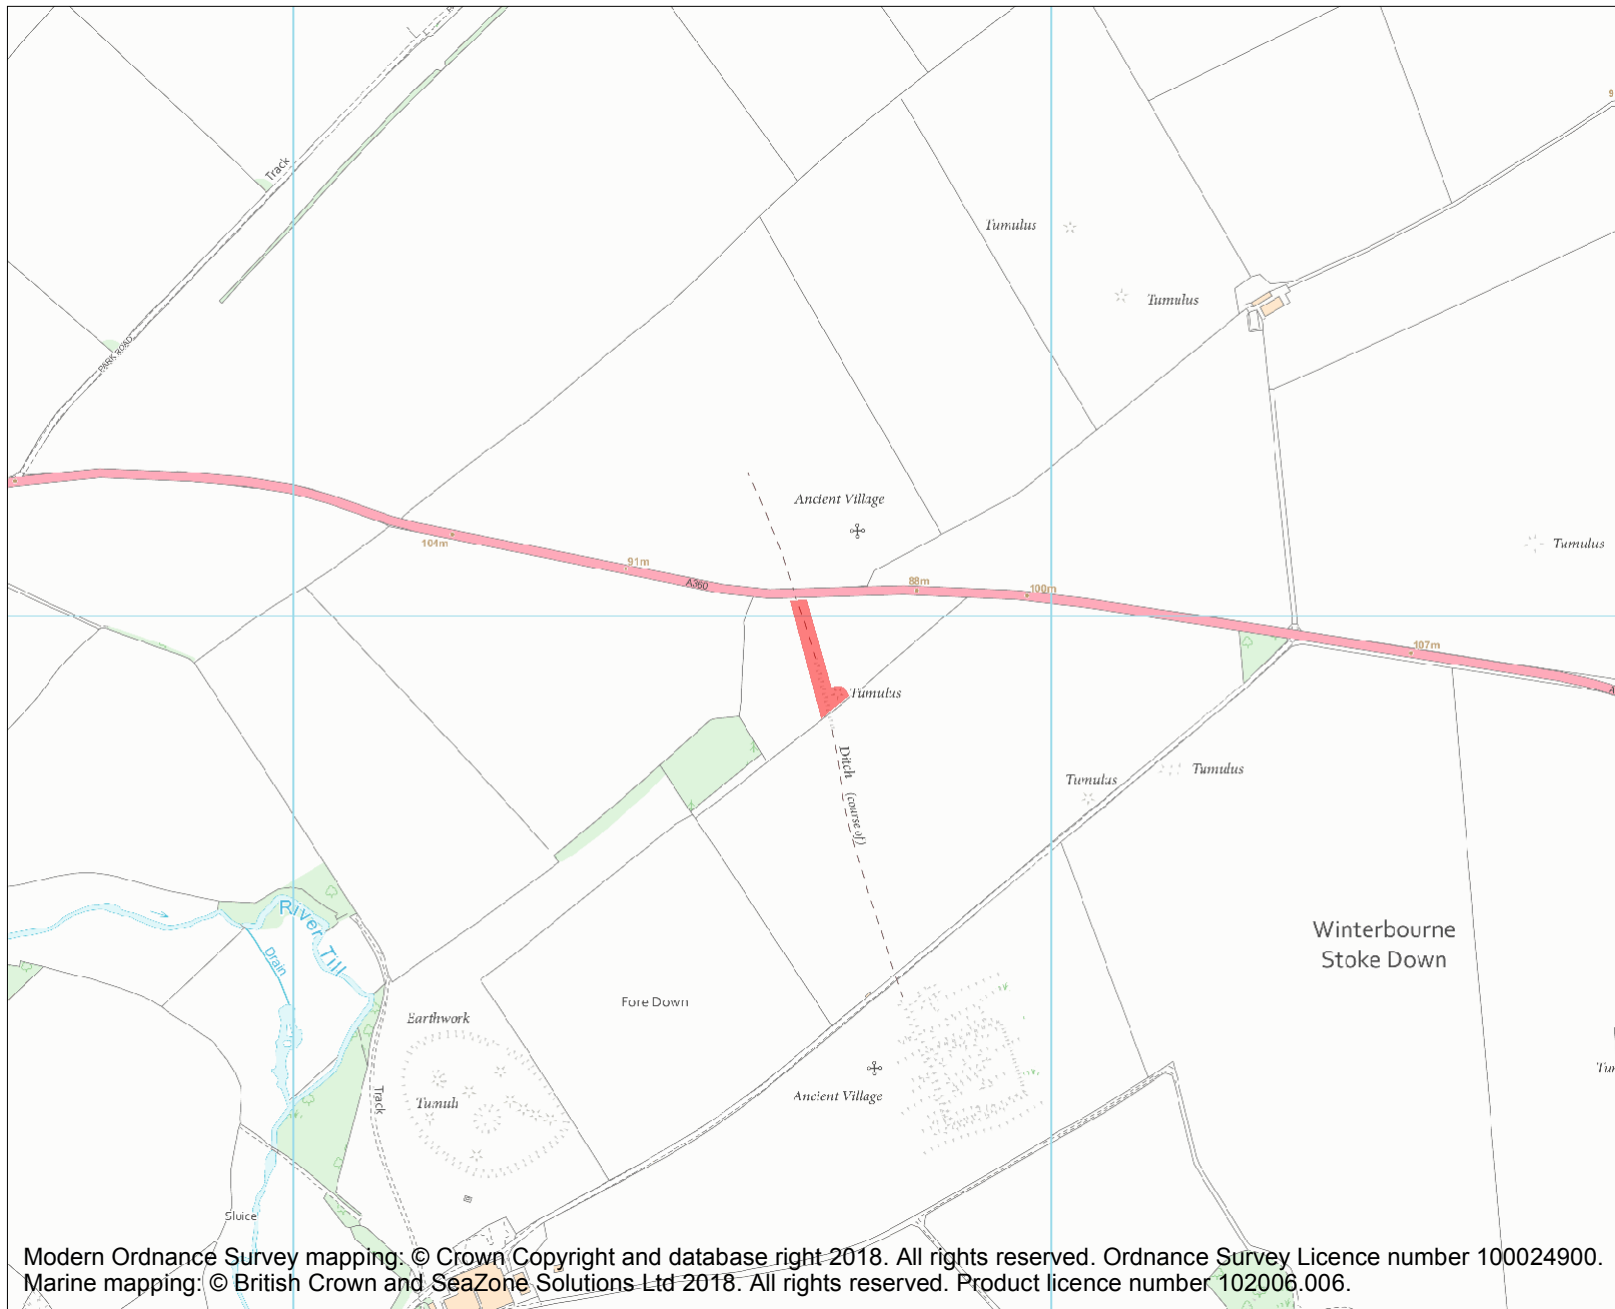 Track
9
Tumulus
Tumulus
PARK ROAD
Ancient Village
104m
91m
A360
88m
100m
Tumulus
107m
Tumulus
Ditch (course of)
Tumulus
Tumulus
River Till
Drain
Winterbourne
Stoke Down
Fore Down
Earthwork
Track
Tumuli
Ancient Village
Tum
Sluice
Modern Ordnance Survey mapping: © Crown Copyright and database right 2018. All rights reserved. Ordnance Survey Licence number 100024900.
Marine mapping: © British Crown and SeaZone Solutions Ltd 2018. All rights reserved. Product licence number 102006.006.